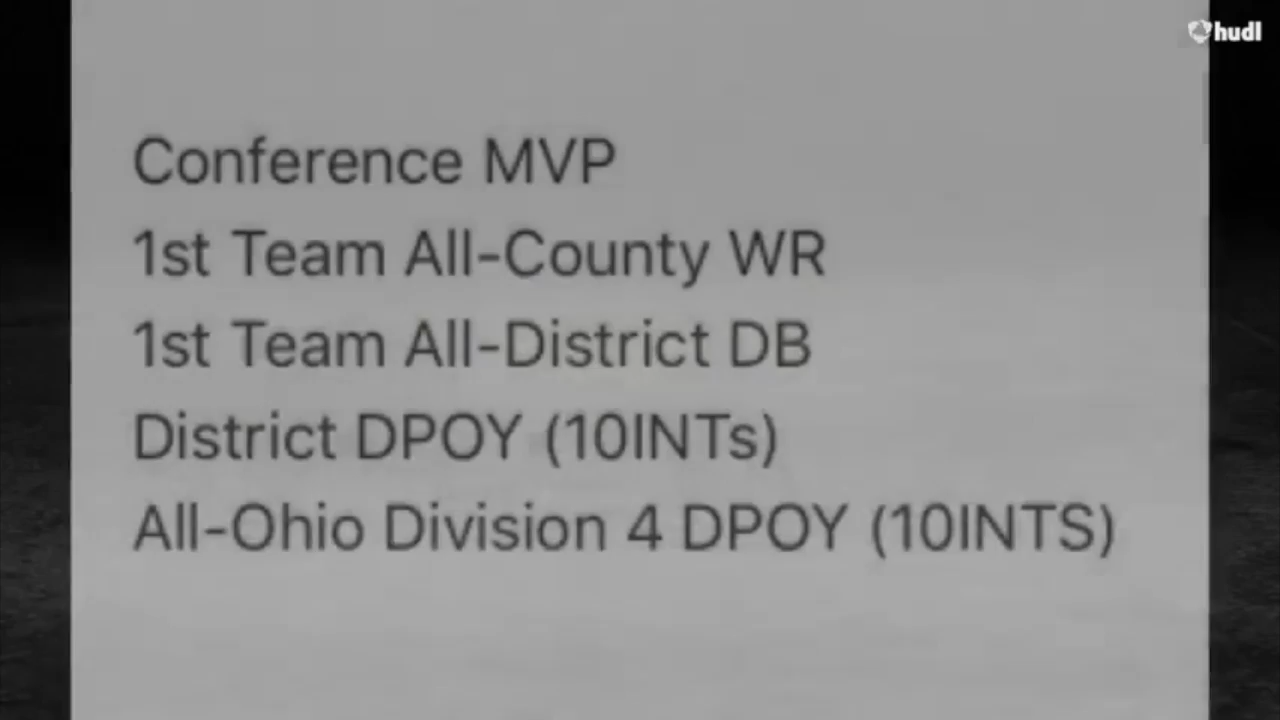 hudl
Conference MVP
1st Team All-County WR
1st Team All-District DB
District DPOY (10INTs)
All-Ohio Division 4 DPOY (10INTS)